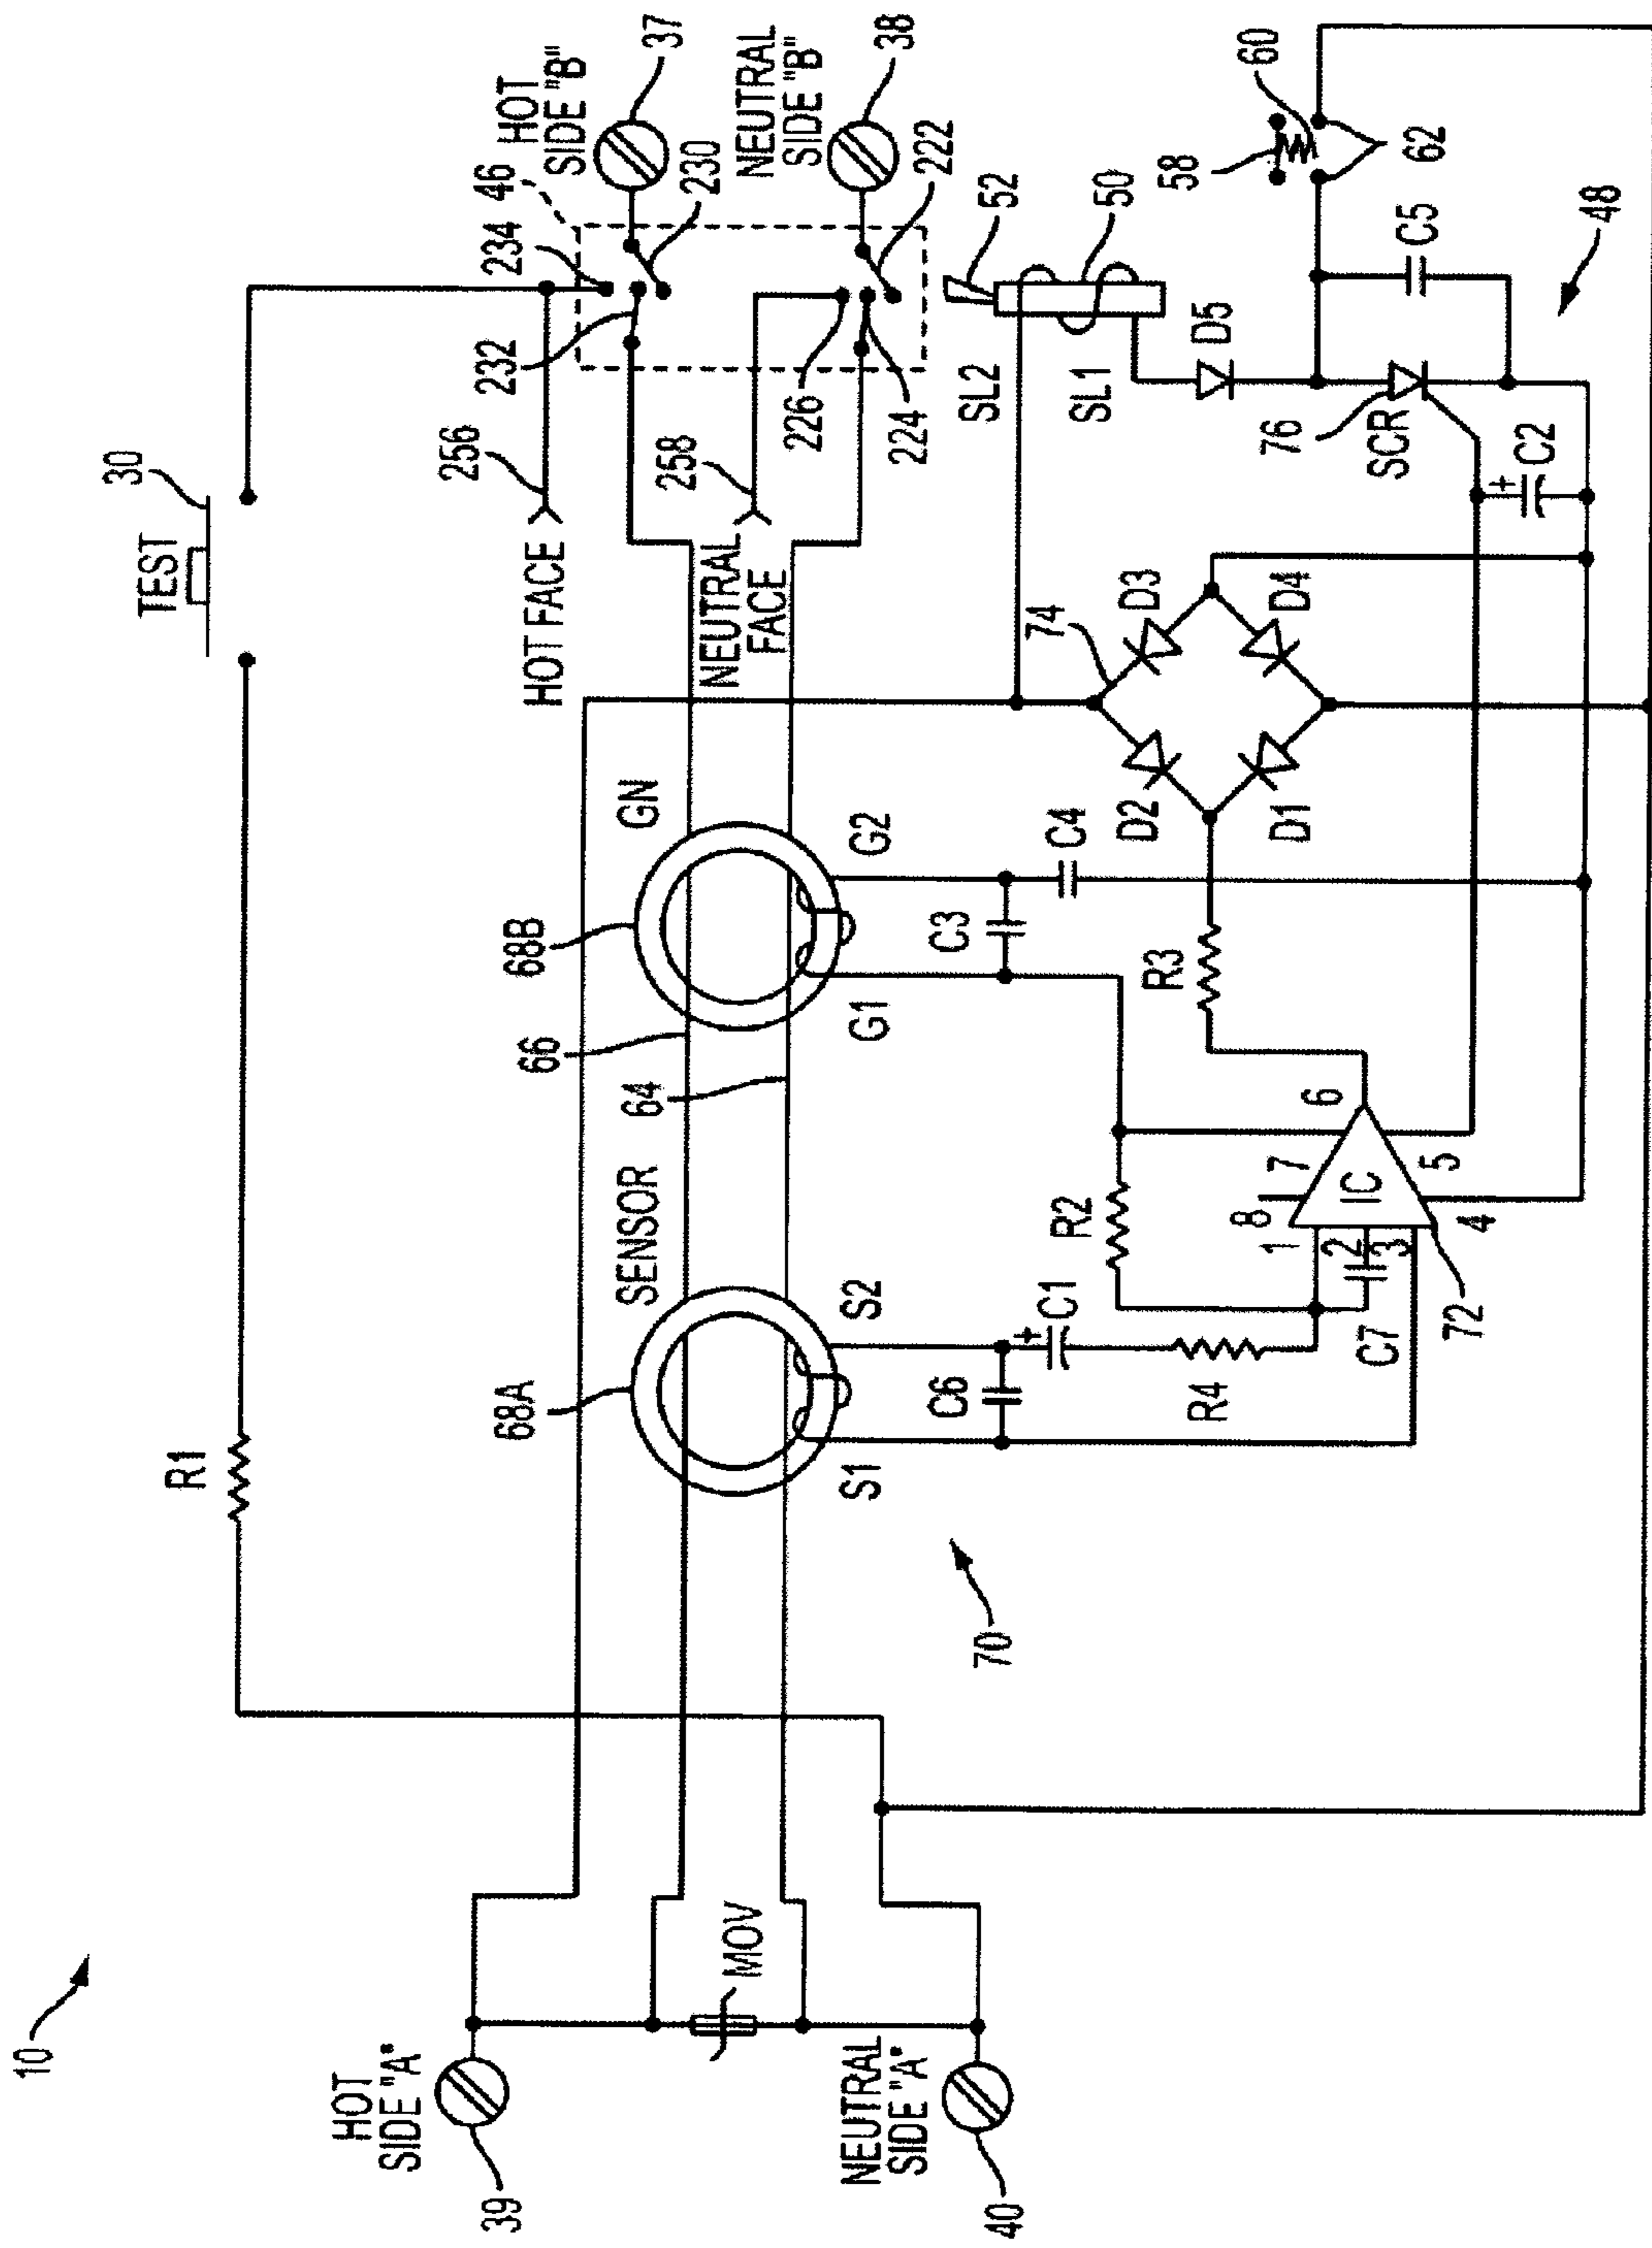 10
HOT
SIDE "A"
39
NEUTRAL
SIDE "A"
40
MOV
R1
TEST
30
70
68A
SENSOR
S1
S2
66
64
68B
GN
G1
G2
HOT FACE
256
NEUTRAL
FACE
258
232
234
46
HOT
SIDE "B"
37
230
NEUTRAL
SIDE "B"
38
222
226
224
52
50
SL2
SL1
D5
76
SCR
C2
+
C5
58
60
62
48
74
D3
D4
D2
D1
C3
C4
R3
R2
C6
C1
+
R4
C7
IC
1
2
3
4
5
6
7
8
72